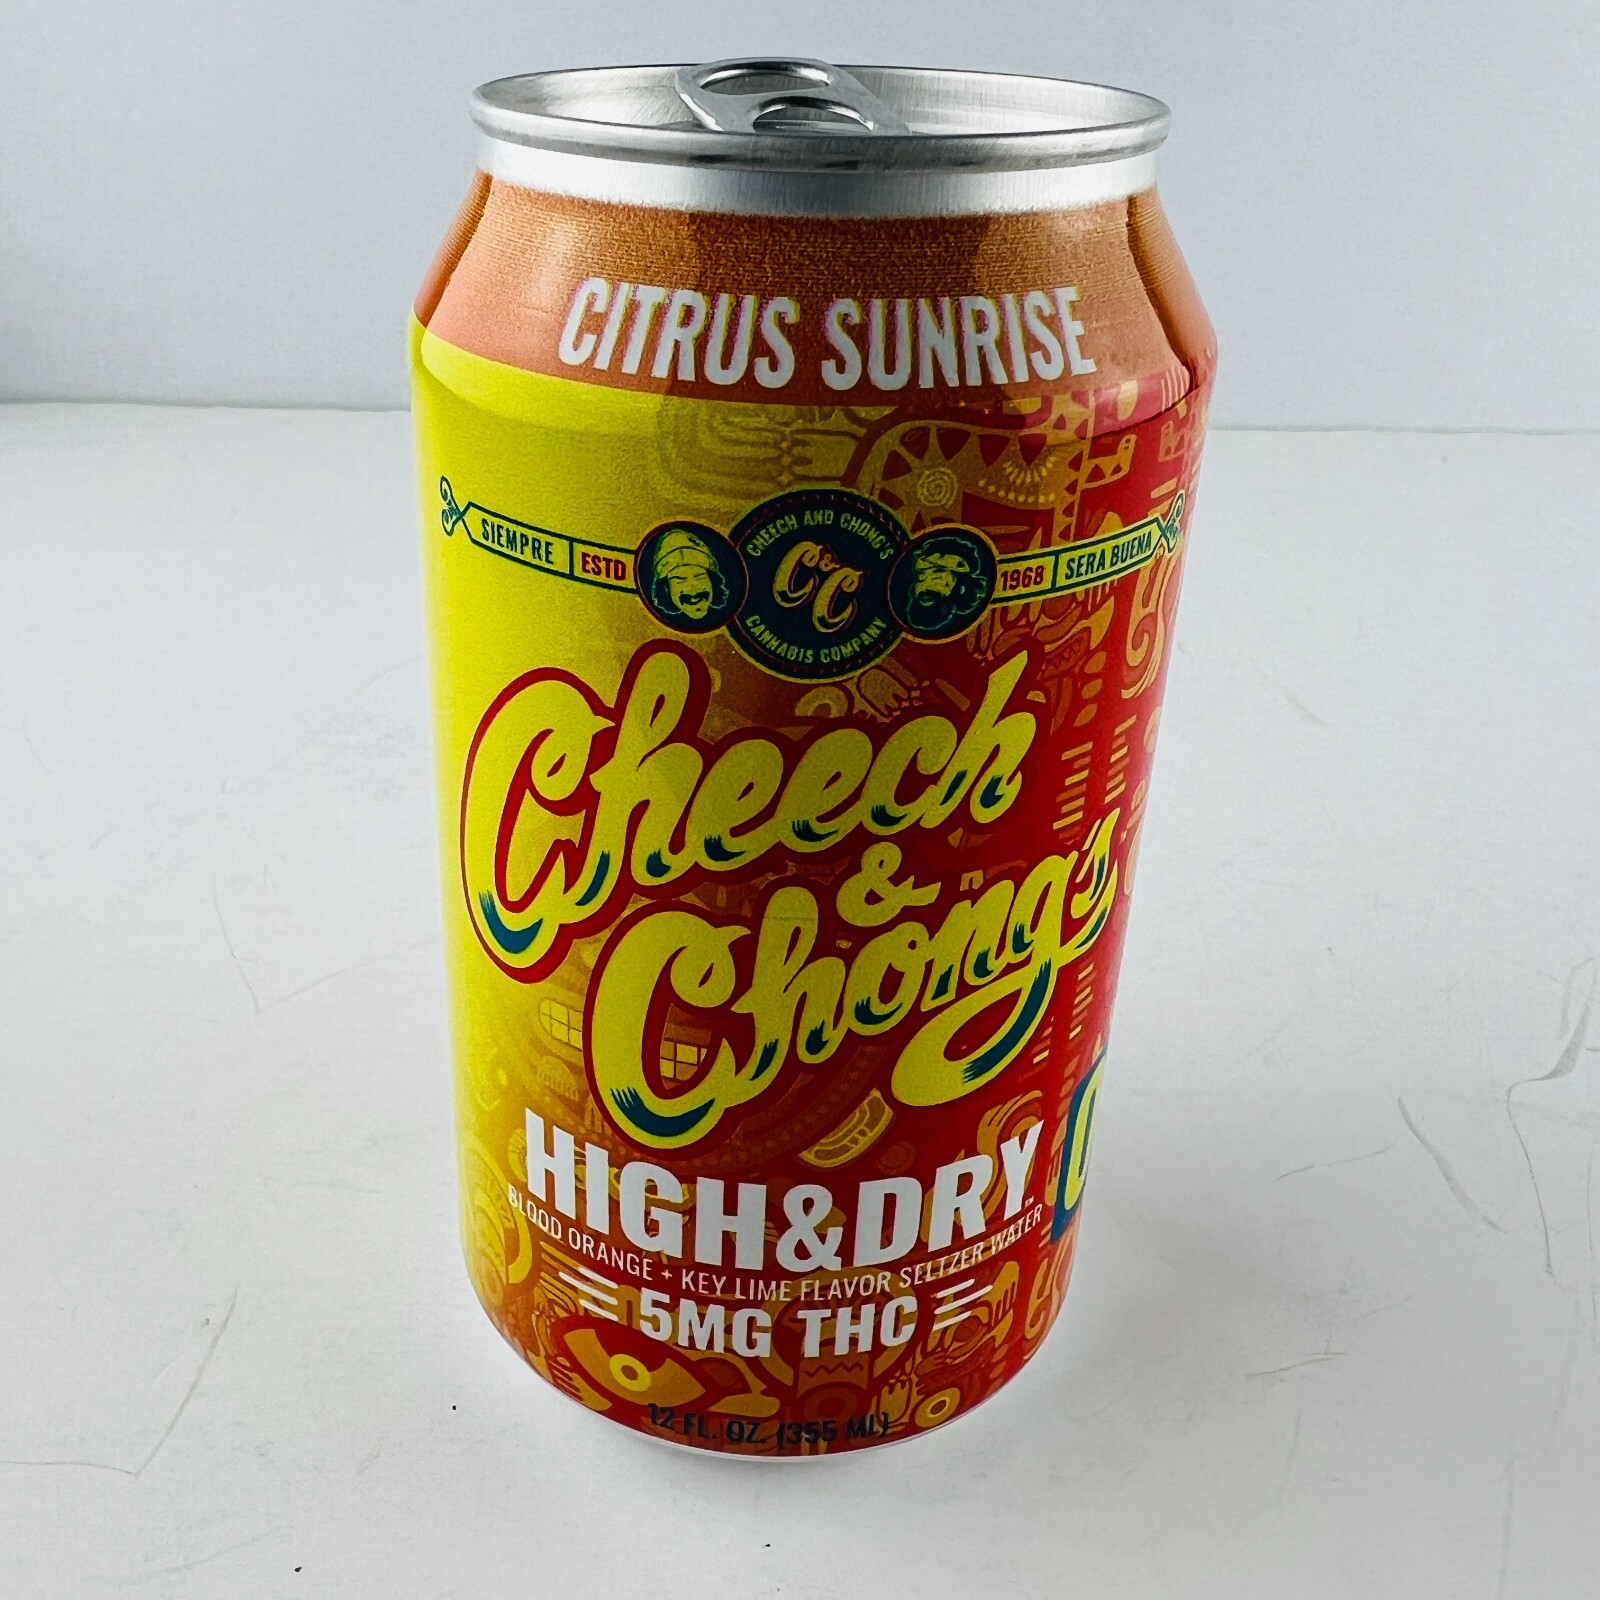 CITRUS SUNRISE
SIEMPRE ESTD
CHEECH AND CHONG'S
C&C
CANNABIS COMPANY
1968 SERA BUENA
Cheech
&
Chong's
HIGH&DRY™
BLOOD ORANGE + KEY LIME FLAVOR SELTZER WATER
5MG THC
12 FL. OZ. (355 ML)